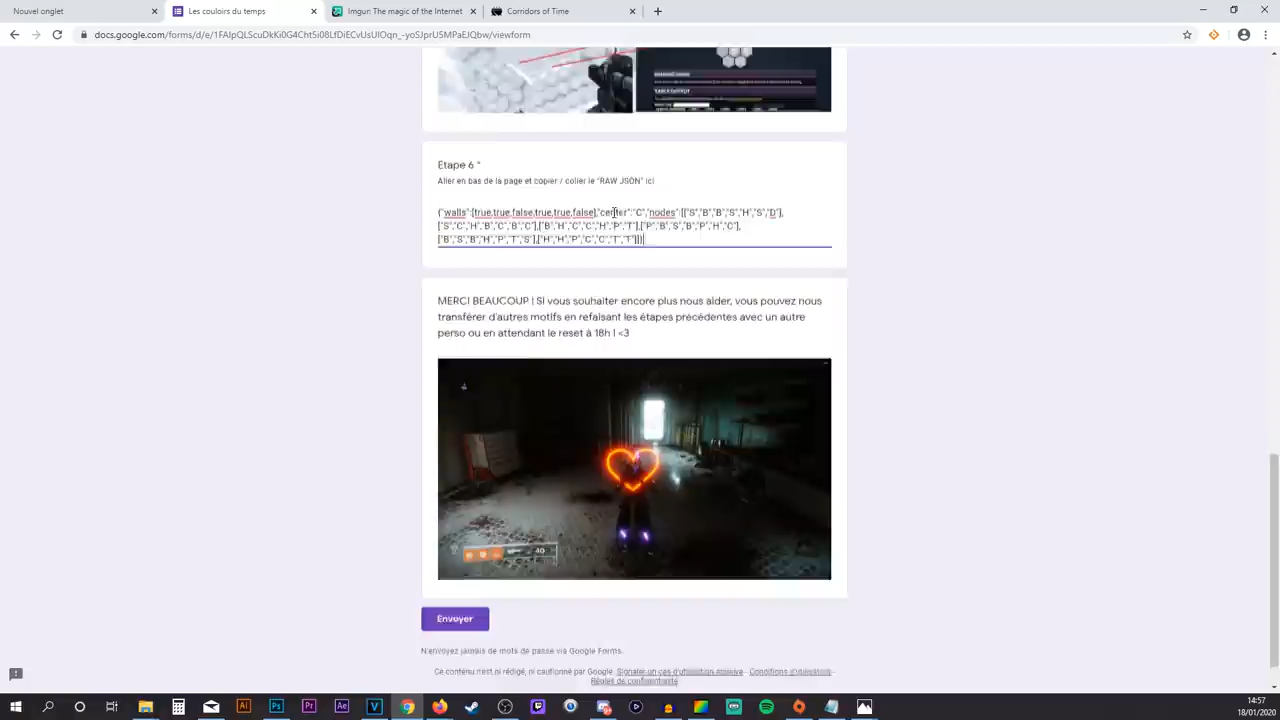 Nouvel onglet
Les couloirs du temps
Imgur: The magic of the Internet
Corridors of Time
docs.google.com/forms/d/e/1FAIpQLScuDkKi0G4Cht5i08LfDiECvUsUIOqn_-yoSJprU5MPaEJQbw/viewform
Etape 6 *
Aller en bas de la page et copier / coller le "RAW JSON" ici
{"walls":[true,true,false,true,true,false],"center":"C","nodes":[["S","B","B","S","H","S","D"],
["S","C","H","B","C","B","C"],["B","H","C","C","H","P","T"],["P","B","S","B","P","H","C"],
["B","S","B","H","P","T","S"],["H","H","P","C","C","T","T"]]}
MERCI BEAUCOUP ! Si vous souhaiter encore plus nous aider, vous pouvez nous
transférer d'autres motifs en refaisant les étapes précédentes avec un autre
perso ou en attendant le reset à 18h ! <3
40
Envoyer
N'envoyez jamais de mots de passe via Google Forms.
Ce contenu n'est ni rédigé, ni cautionné par Google. Signaler un cas d'utilisation abusive - Conditions d'utilisation -
Règles de confidentialité
14:57
18/01/2020